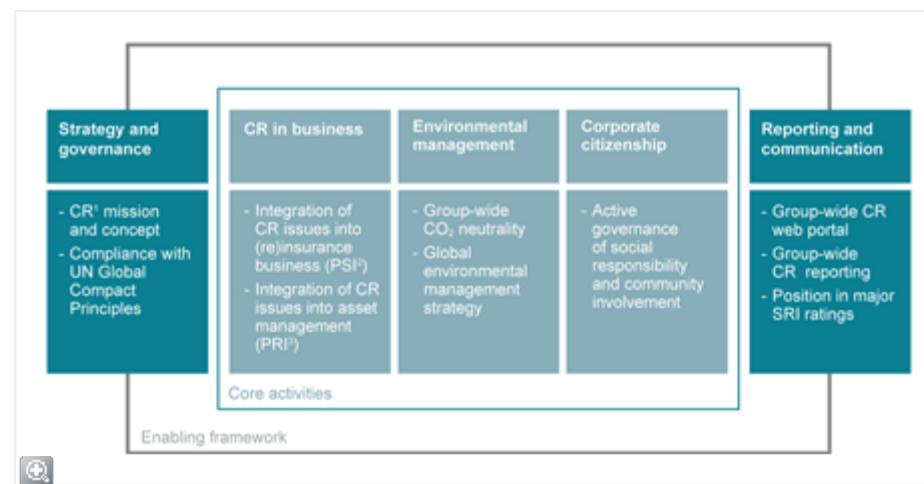 Strategy and
governance
- CR¹ mission
and concept
- Compliance with
UN Global
Compact
Principles
CR in business
- Integration of
CR issues into
(re)insurance
business (PSI²)
- Integration of CR
issues into asset
management
(PRI³)
Environmental
management
- Group-wide
CO₂ neutrality
- Global
environmental
management
strategy
Corporate
citizenship
- Active
governance
of social
responsibility
and community
involvement
Reporting and
communication
- Group-wide CR
web portal
- Group-wide
CR reporting
- Position in major
SRI ratings
Core activities
Enabling framework